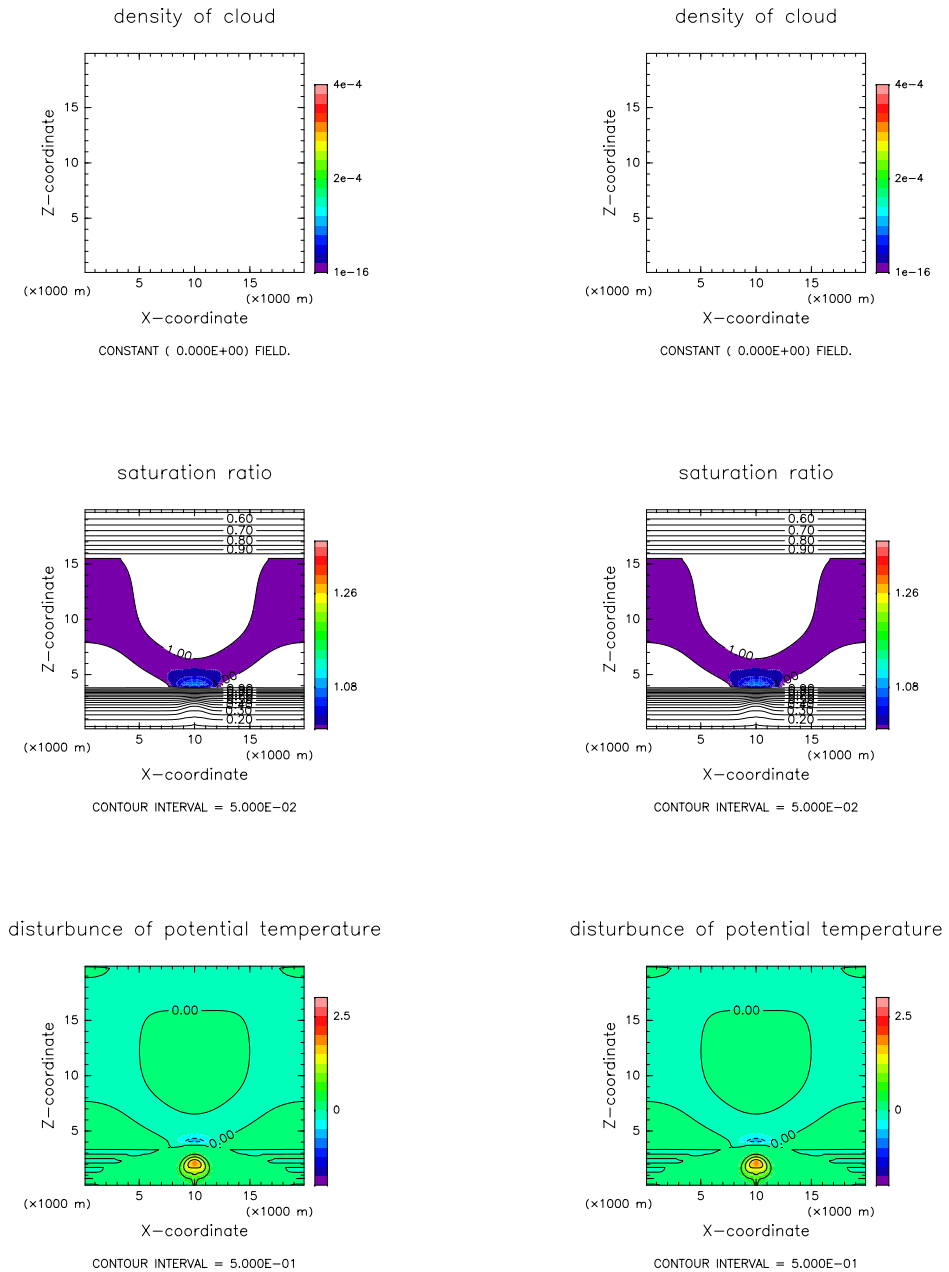 density of cloud
density of cloud
4e-4
2e-4
1e-16
Z-coordinate
15
10
5
5
10
15
(×1000 m)
(×1000 m)
X-coordinate
CONSTANT ( 0.000E+00) FIELD.
4e-4
2e-4
1e-16
Z-coordinate
15
10
5
5
10
15
(×1000 m)
(×1000 m)
X-coordinate
CONSTANT ( 0.000E+00) FIELD.
saturation ratio
saturation ratio
0.60
0.70
0.80
0.90
1.00
0.30
0.20
1.26
1.08
Z-coordinate
15
10
5
5
10
15
(×1000 m)
(×1000 m)
X-coordinate
CONTOUR INTERVAL = 5.000E-02
0.60
0.70
0.80
0.90
1.00
0.30
0.20
1.26
1.08
Z-coordinate
15
10
5
5
10
15
(×1000 m)
(×1000 m)
X-coordinate
CONTOUR INTERVAL = 5.000E-02
disturbunce of potential temperature
disturbunce of potential temperature
0.00
0.00
2.5
0
Z-coordinate
15
10
5
5
10
15
(×1000 m)
(×1000 m)
X-coordinate
CONTOUR INTERVAL = 5.000E-01
0.00
0.00
2.5
0
Z-coordinate
15
10
5
5
10
15
(×1000 m)
(×1000 m)
X-coordinate
CONTOUR INTERVAL = 5.000E-01